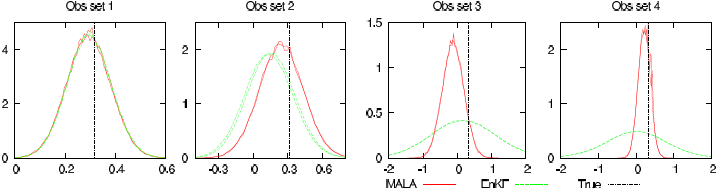 Obs set 1 Obs set 2 Obs set 3 Obs set 4
4 2 0
0 0.2 0.4 0.6
2 1 0
-0.3 0 0.3 0.6
1.5 1 0.5 0
-2 -1 0 1 2
4 2 0
-2 -1 0 1 2
MALA EnKF True